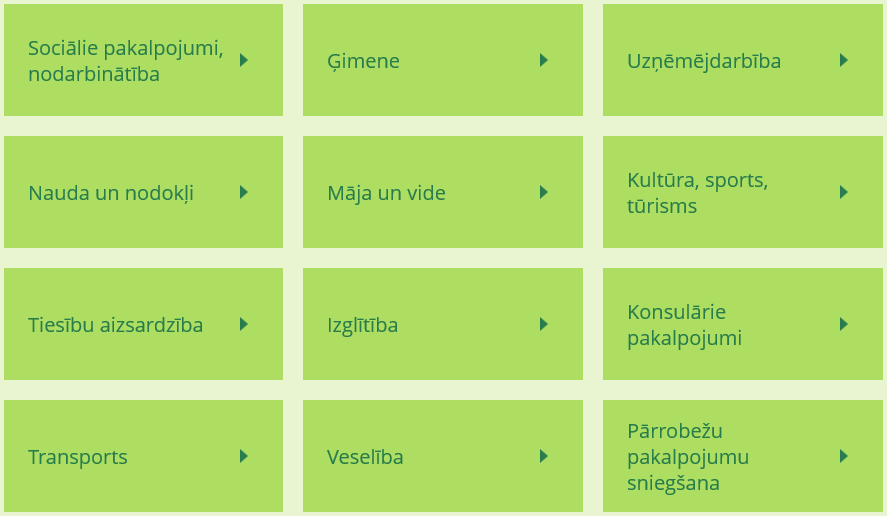 Sociālie pakalpojumi,
nodarbinātība
Ģimene
Uzņēmējdarbība
Nauda un nodokļi
Māja un vide
Kultūra, sports,
tūrisms
Tiesību aizsardzība
Izglītība
Konsulārie
pakalpojumi
Transports
Veselība
Pārrobežu
pakalpojumu
sniegšana